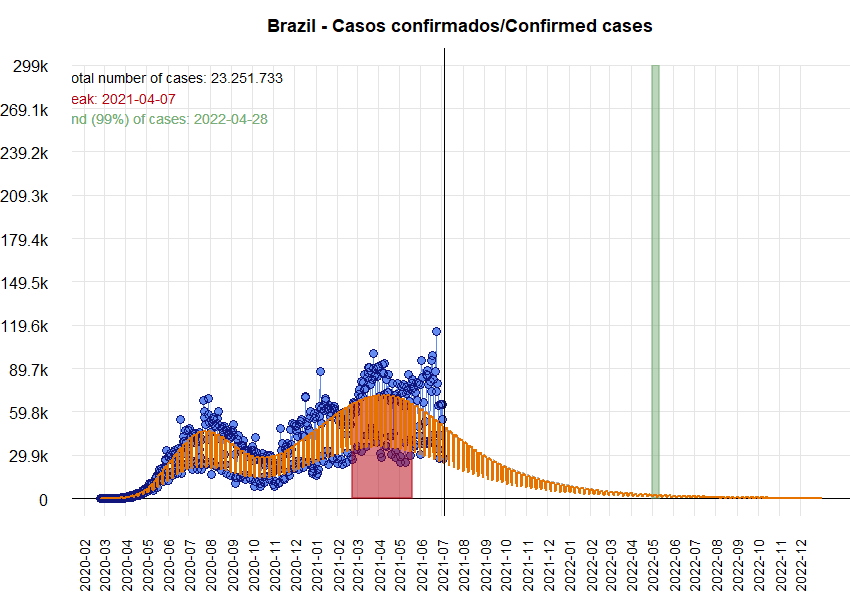 Brazil - Casos confirmados/Confirmed cases
299k
otal number of cases: 23.251.733
eak: 2021-04-07
269.1k
nd (99%) of cases: 2022-04-28
239.2k
209.3k
179.4k
149.5k
119.6k
89.7k
59.8k
29.9k
0
2020-02
2020-03
2020-04
2020-05
2020-06
2020-07
2020-08
2020-09
2020-10
2020-11
2020-12
2021-01
2021-02
2021-03
2021-04
2021-05
2021-06
2021-07
2021-08
2021-09
2021-10
2021-11
2021-12
2022-01
2022-02
2022-03
2022-04
2022-05
2022-06
2022-07
2022-08
2022-09
2022-10
2022-11
2022-12